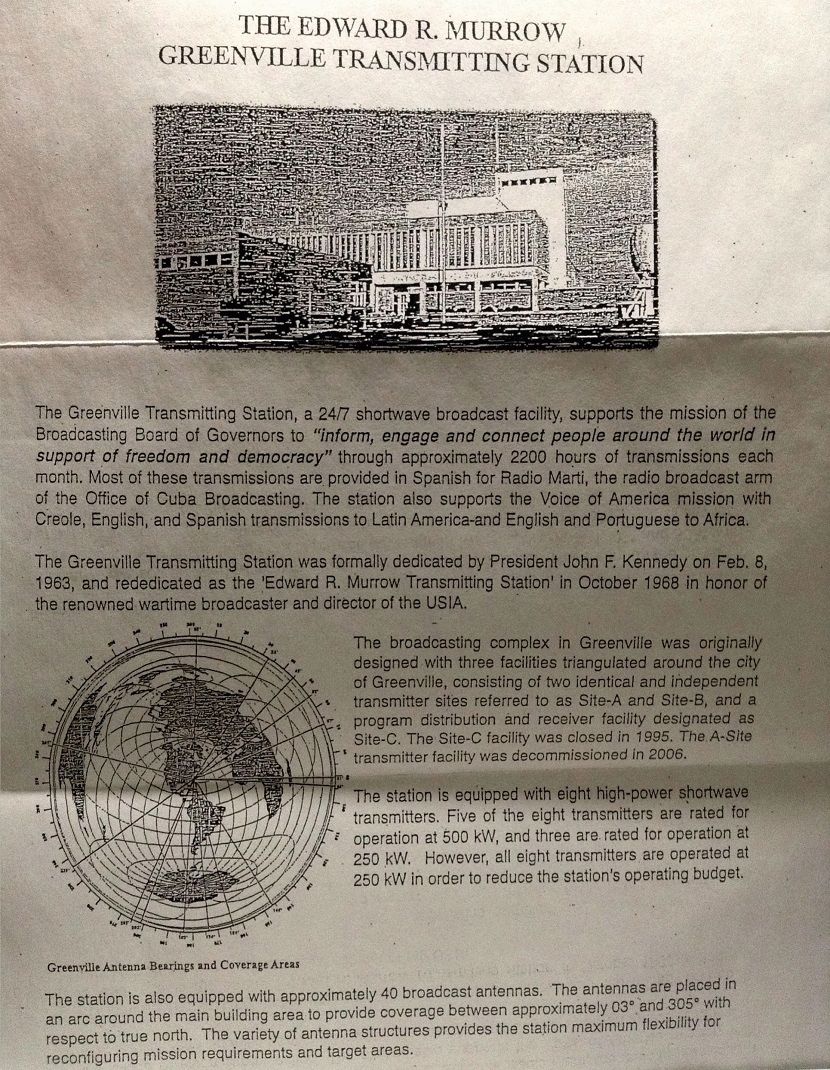 THE EDWARD R. MURROW
GREENVILLE TRANSMITTING STATION
The Greenville Transmitting Station, a 24/7 shortwave broadcast facility, supports the mission of the
Broadcasting Board of Governors to "inform, engage and connect people around the world in
support of freedom and democracy" through approximately 2200 hours of transmissions each
month. Most of these transmissions are provided in Spanish for Radio Marti, the radio broadcast arm
of the Office of Cuba Broadcasting. The station also supports the Voice of America mission with
Creole, English, and Spanish transmissions to Latin America-and English and Portuguese to Africa.
The Greenville Transmitting Station was formally dedicated by President John F. Kennedy on Feb. 8,
1963, and rededicated as the 'Edward R. Murrow Transmitting Station' in October 1968 in honor of
the renowned wartime broadcaster and director of the USIA.
The broadcasting complex in Greenville was originally
designed with three facilities triangulated around the city
of Greenville, consisting of two identical and independent
transmitter sites referred to as Site-A and Site-B, and a
program distribution and receiver facility designated as
Site-C. The Site-C facility was closed in 1995. The A-Site
transmitter facility was decommissioned in 2006.
The station is equipped with eight high-power shortwave
transmitters. Five of the eight transmitters are rated for
operation at 500 kW, and three are rated for operation at
250 kW. However, all eight transmitters are operated at
250 kW in order to reduce the station's operating budget.
Greenville Antenna Bearings and Coverage Areas
The station is also equipped with approximately 40 broadcast antennas. The antennas are placed in
an arc around the main building area to provide coverage between approximately 03° and 305° with
respect to true north. The variety of antenna structures provides the station maximum flexibility for
reconfiguring mission requirements and target areas.